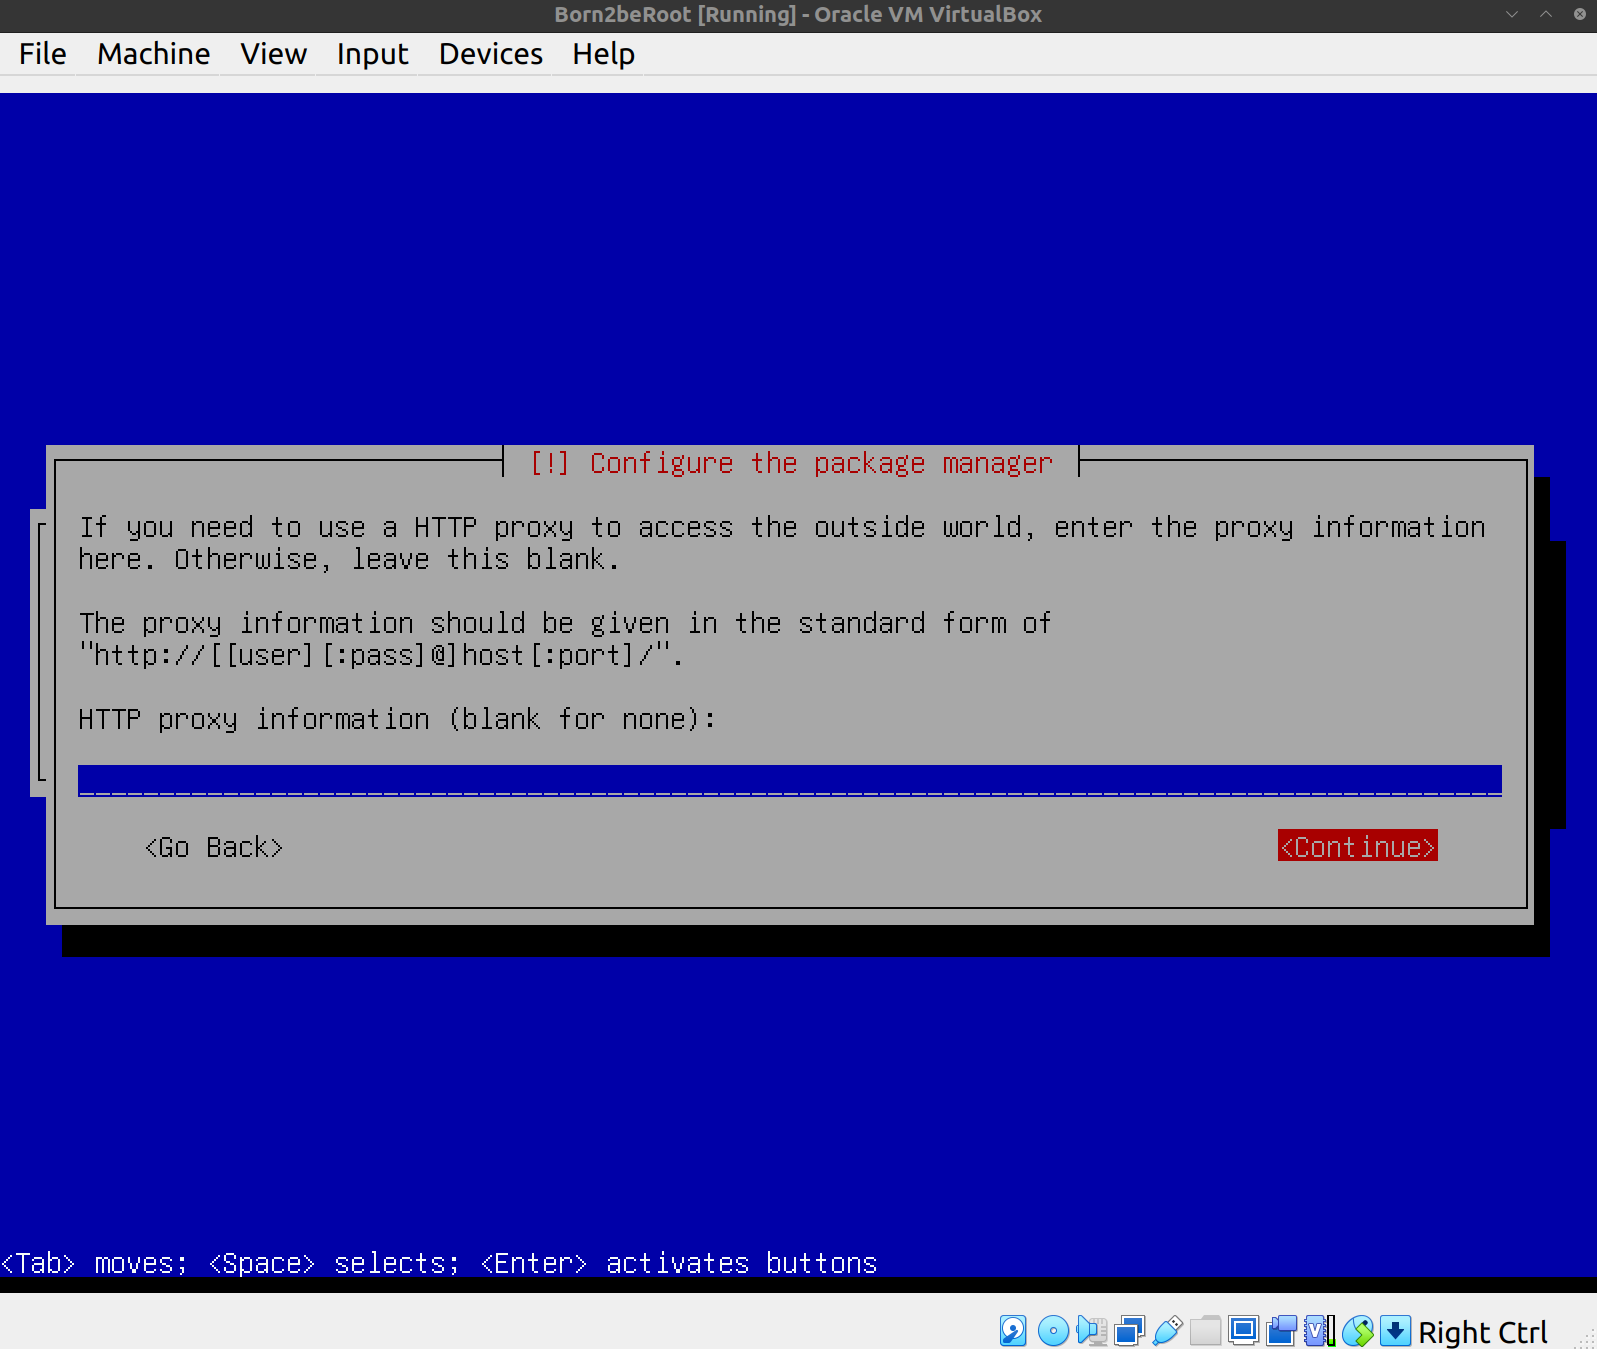 Born2beRoot [Running] - Oracle VM VirtualBox
File Machine View Input Devices Help
[!] Configure the package manager
If you need to use a HTTP proxy to access the outside world, enter the proxy information
here. Otherwise, leave this blank.
The proxy information should be given in the standard form of
"http://[[user][:pass]@]host[:port]/".
HTTP proxy information (blank for none):
<Go Back> <Continue>
<Tab> moves; <Space> selects; <Enter> activates buttons
Right Ctrl